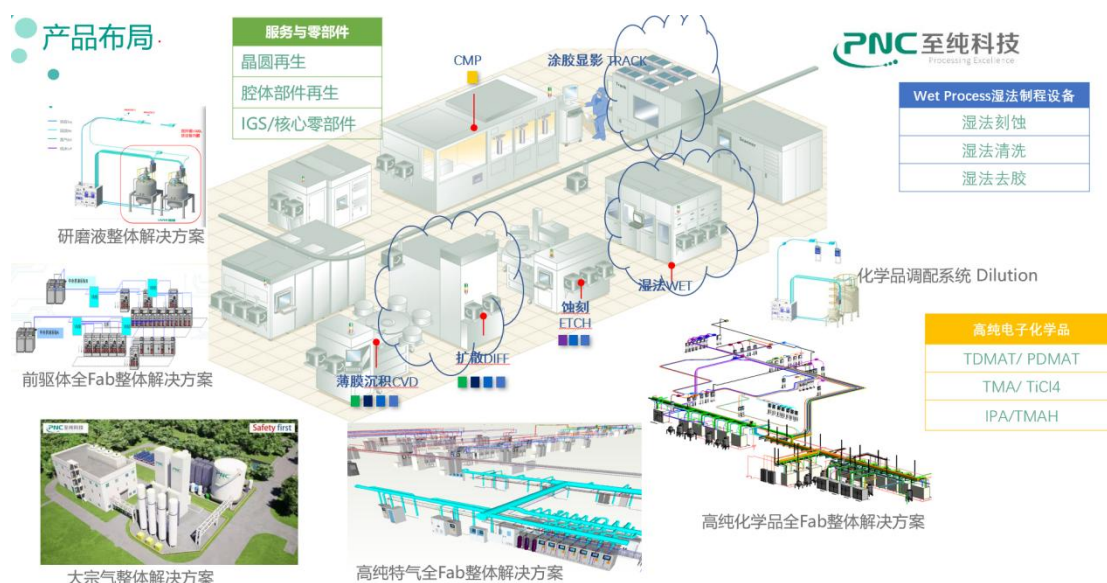 产品布局
服务与零部件
晶圆再生
腔体部件再生
IGS/核心零部件
CMP
涂胶显影 TRACK
PNC 至纯科技
Processing Excellence
Wet Process湿法制程设备
湿法刻蚀
湿法清洗
湿法去胶
研磨液整体解决方案
湿法WET
化学品调配系统 Dilution
蚀刻
ETCH
扩散DIFF
薄膜沉积CVD
前驱体全Fab整体解决方案
高纯电子化学品
TDMAT/ PDMAT
TMA/ TiCl4
IPA/TMAH
PNC 至纯科技
Safety first
大宗气整体解决方案
高纯特气全Fab整体解决方案
高纯化学品全Fab整体解决方案